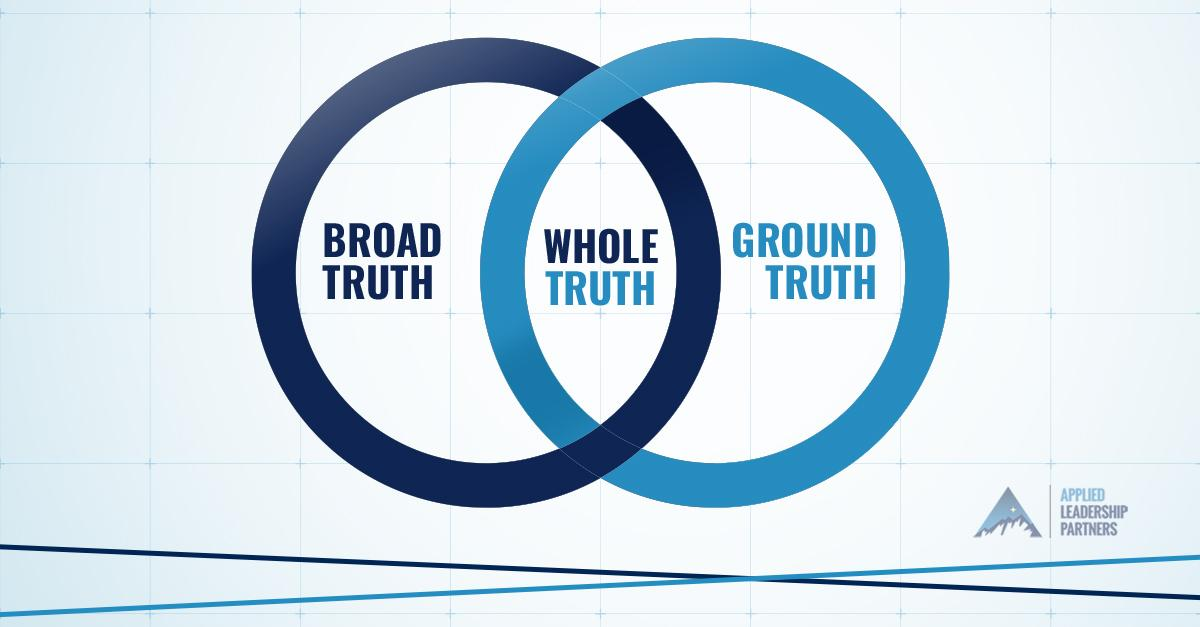 BROAD
TRUTH
WHOLE
TRUTH
GROUND
TRUTH
APPLIED
LEADERSHIP
PARTNERS